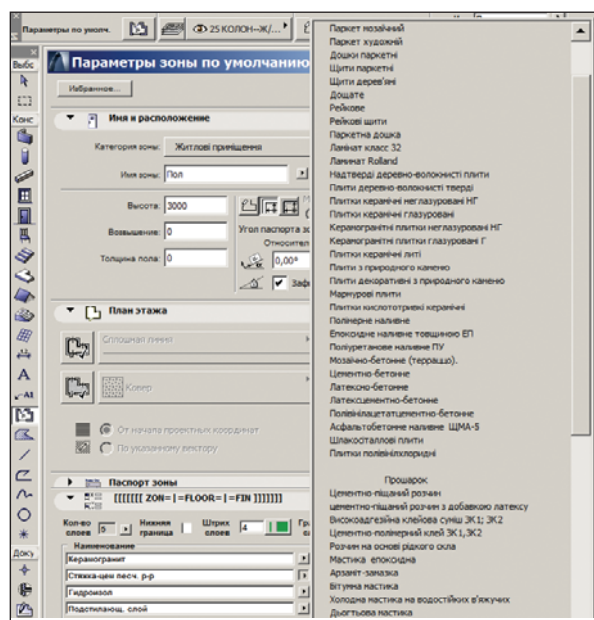 Параметры по умолч.
25 КОЛОН--Ж/...
Выбс
Конс
A
A1
Доку
Параметры зоны по умолчанию
Избранное...
Имя и расположение
Категория зоны:
Житлові приміщення
Имя зоны:
Пол
Высота:
3000
Возвышение:
0
Толщина пола:
0
Угол паспорта зо
Относител
0,00°
Зафи
План этажа
Сплошная линия
Ковер
От начала проектных координат
По указанному вектору
Паспорт зоны
[[[[[[[ ZON=|=FLOOR=|=FIN ]]]]]]]
Кол-во слоев
5
Нижняя граница
Штрих слоев
4
Гра
Наименование
Керамогранит
Стяжка-цем песч. р-р
Гидроизол
Подстилающ. слой
Паркет мозаїчний
Паркет художній
Дошки паркетні
Щити паркетні
Щити дерев'яні
Дощате
Рейкове
Рейкові щити
Паркетна дошка
Ламінат класс 32
Ламинат Rolland
Надтверді деревно-волокнисті плити
Плити деревно-волокнисті тверді
Плитки керамічні неглазуровані НГ
Плитки керамічні глазуровані
Керамогранітні плитки неглазуровані НГ
Керамогранітні плитки глазуровані Г
Плитки керамічні литі
Плити з природного каменю
Плити декоративні з природного каменю
Мармурові плити
Плитки кислототривкі керамічні
Полімерне наливне
Епоксидне наливне товщиною ЕП
Поліуретанове наливне ПУ
Мозаїчно-бетонне (терраццо).
Цементно-бетонне
Латексно-бетонне
Латексцементно-бетонне
Полівінілацетатцементно-бетонне
Асфальтобетонне наливне ЩМА-5
Шлакосталлові плити
Плитки полівінілхлоридні
Прошарок
Цементно-піщаний розчин
цементно-піщаний розчин з добавкою латексу
Високоадгезійна клейова суміш ЗК1; ЗК2
Цементно-полімерний клей ЗК1,ЗК2
Розчин на основі рідкого скла
Мастика епоксидна
Арзаміт-замазка
Бітумна мастика
Холодна мастика на водостійких в'яжучих
Дьогтьова мастика